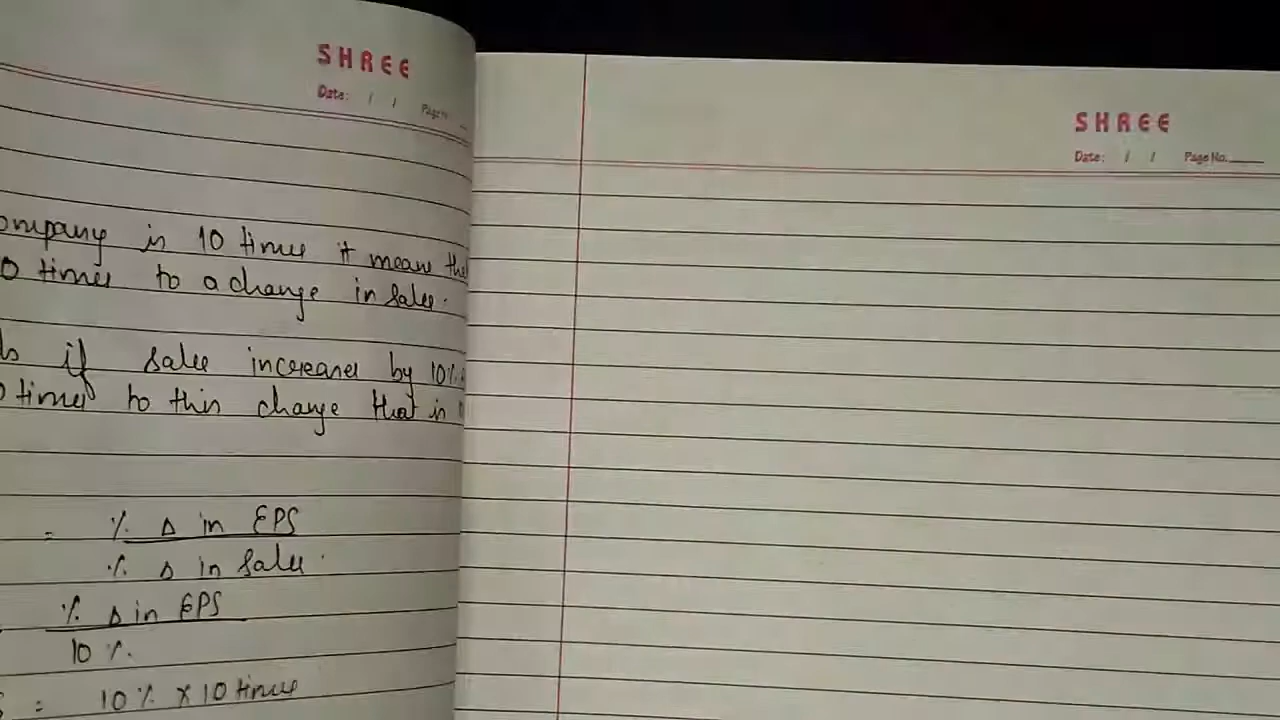 SHREE
Date: / / Page No.
ompany is 10 times it means the
0 times to a change in sales.
if sales increases by 10%
times to this change that is
= % Δ in EPS
% Δ in Sales.
% Δ in EPS
10 %.
= 10% X 10 times
SHREE
Date: / / Page No.